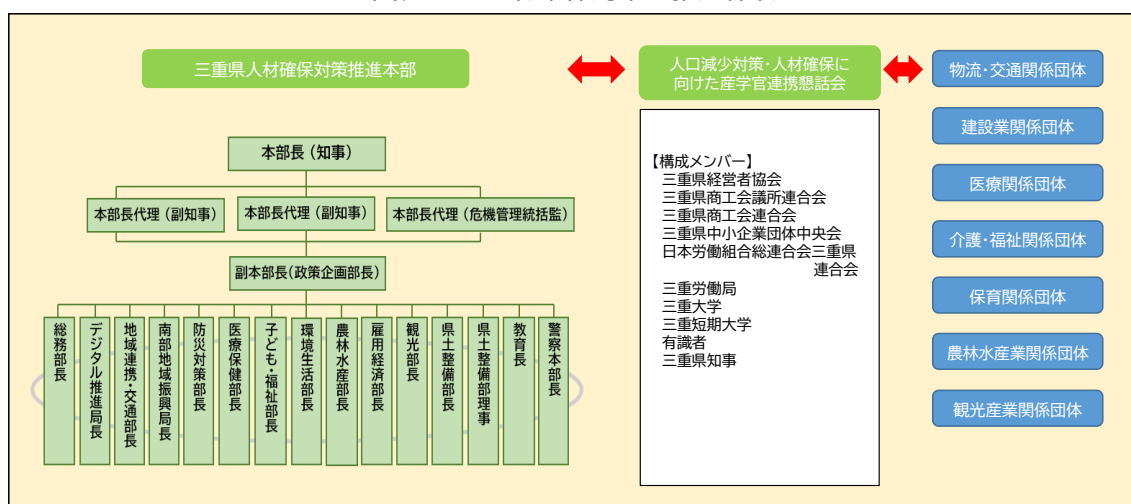 三重県人材確保対策推進本部
本部長（知事）
本部長代理（副知事）
本部長代理（副知事）
本部長代理（危機管理統括監）
副本部長(政策企画部長)
総務部長
デジタル推進局長
地域連携・交通部長
南部地域振興局長
防災対策部長
医療保健部長
子ども・福祉部長
環境生活部長
農林水産部長
雇用経済部長
観光部長
県土整備部長
県土整備部理事
教育長
警察本部長
人口減少対策・人材確保に
向けた産学官連携懇話会
【構成メンバー】
三重県経営者協会
三重県商工会議所連合会
三重県商工会連合会
三重県中小企業団体中央会
日本労働組合総連合会三重県
連合会
三重労働局
三重大学
三重短期大学
有識者
三重県知事
物流・交通関係団体
建設業関係団体
医療関係団体
介護・福祉関係団体
保育関係団体
農林水産業関係団体
観光産業関係団体